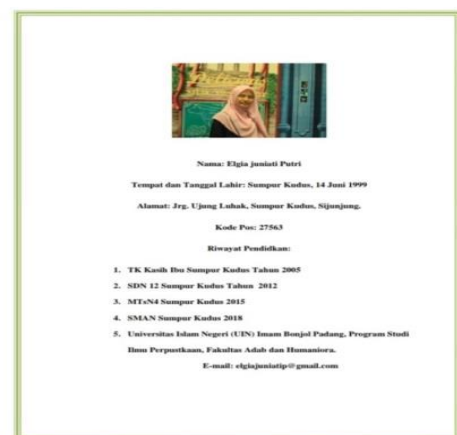 Nama: Elgia juniati Putri
Tempat dan Tanggal Lahir: Sumpur Kudus, 14 Juni 1999
Alamat: Jrg. Ujung Luhak, Sumpur Kudus, Sijunjung,
Kode Pos: 27563
Riwayat Pendidkan:
1. TK Kasih Ibu Sumpur Kudus Tahun 2005
2. SDN 12 Sumpur Kudus Tahun 2012
3. MTsN4 Sumpur Kudus 2015
4. SMAN Sumpur Kudus 2018
5. Universitas Islam Negeri (UIN) Imam Bonjol Padang, Program Studi
Ilmu Perpustkaan, Fakultas Adab dan Humaniora.
E-mail: elgiajuniatip@gmail.com